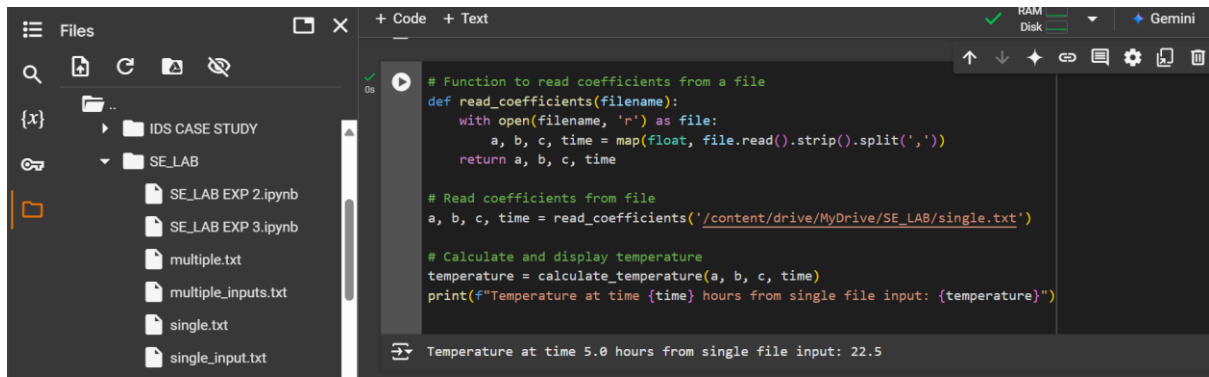 Files
+ Code + Text
RAM
Disk
Gemini
{x}
..
IDS CASE STUDY
SE_LAB
SE_LAB EXP 2.ipynb
SE_LAB EXP 3.ipynb
multiple.txt
multiple_inputs.txt
single.txt
single_input.txt
0s
# Function to read coefficients from a file
def read_coefficients(filename):
    with open(filename, 'r') as file:
        a, b, c, time = map(float, file.read().strip().split(','))
    return a, b, c, time
# Read coefficients from file
a, b, c, time = read_coefficients('/content/drive/MyDrive/SE_LAB/single.txt')
# Calculate and display temperature
temperature = calculate_temperature(a, b, c, time)
print(f"Temperature at time {time} hours from single file input: {temperature}")
Temperature at time 5.0 hours from single file input: 22.5